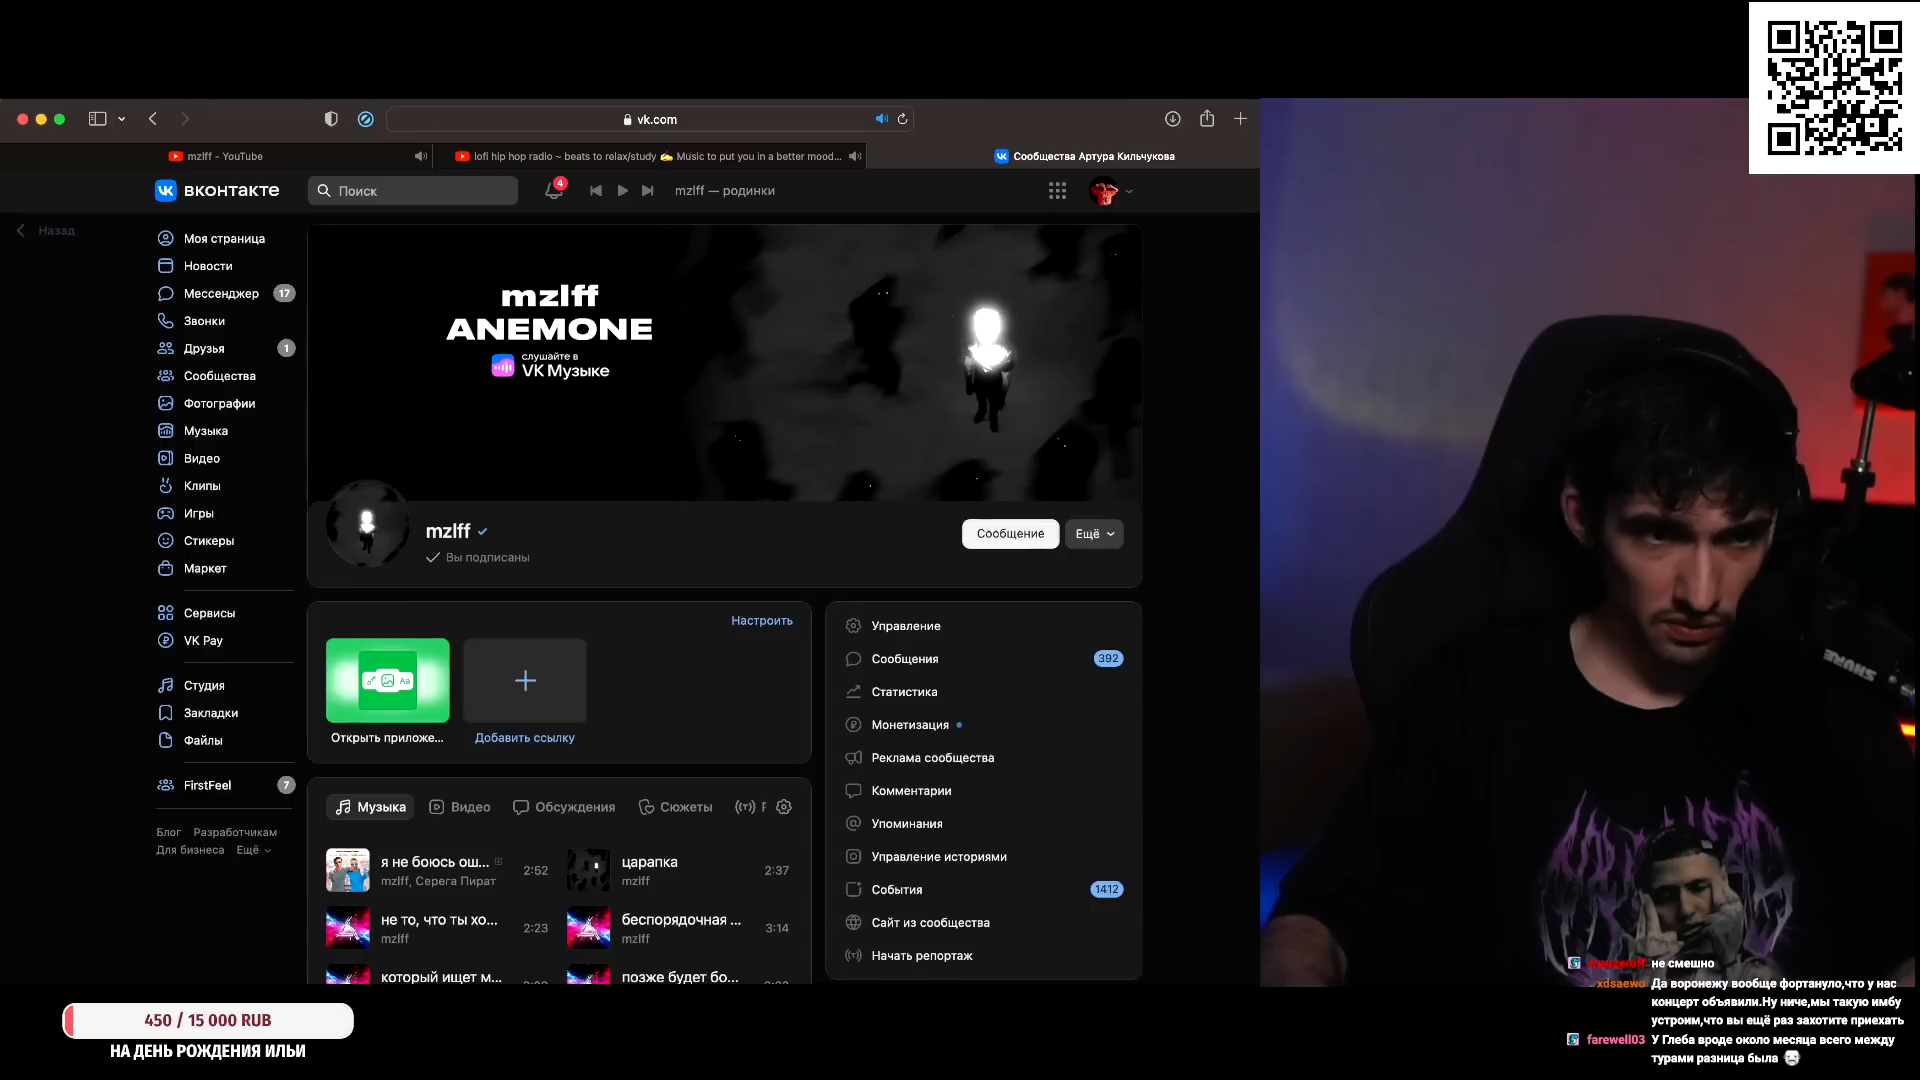 vk.com
mzlff - YouTube
lofi hip hop radio ~ beats to relax/study ✍️ Music to put you in a better mood...
Сообщества Артура Кильчукова
вконтакте
Поиск
4
mzlff — родинки
Назад
Моя страница
Новости
Мессенджер 17
Звонки
Друзья 1
Сообщества
Фотографии
Музыка
Видео
Клипы
Игры
Стикеры
Маркет
Сервисы
VK Pay
Студия
Закладки
Файлы
FirstFeel 7
Блог Разработчикам
Для бизнеса Ещё
mzlff
ANEMONE
слушайте в
VK Музыке
mzlff
Вы подписаны
Сообщение
Ещё
Настроить
Открыть приложе...
Добавить ссылку
Музыка
Видео
Обсуждения
Сюжеты
я не боюсь ош...
mzlff, Серега Пират
2:52
царапка
mzlff
2:37
не то, что ты хо...
mzlff
2:23
беспорядочная ...
mzlff
3:14
который ищет м...
позже будет бо...
Управление
Сообщения 392
Статистика
Монетизация
Реклама сообщества
Комментарии
Упоминания
Управление историями
События 1412
Сайт из сообщества
Начать репортаж
SHURE
450 / 15 000 RUB
НА ДЕНЬ РОЖДЕНИЯ ИЛЬИ
не смешно
xdsaewo Да воронежу вообще фортануло,что у нас
концерт объявили.Ну ниче,мы такую имбу
устроим,что вы ещё раз захотите приехать
farewell03 У Глеба вроде около месяца всего между
турами разница была